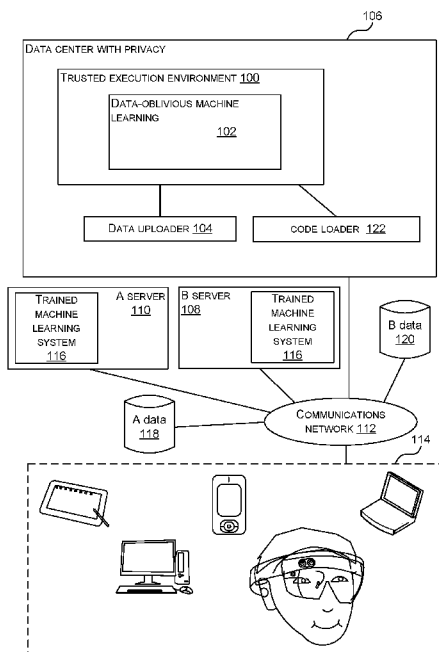 106
DATA CENTER WITH PRIVACY
TRUSTED EXECUTION ENVIRONMENT 100
DATA-OBLIVIOUS MACHINE
LEARNING
102
DATA UPLOADER 104
CODE LOADER 122
TRAINED
MACHINE
LEARNING
SYSTEM
116
A SERVER
110
B SERVER
108
TRAINED
MACHINE
LEARNING
SYSTEM
116
B DATA
120
A DATA
118
COMMUNICATIONS
NETWORK 112
114